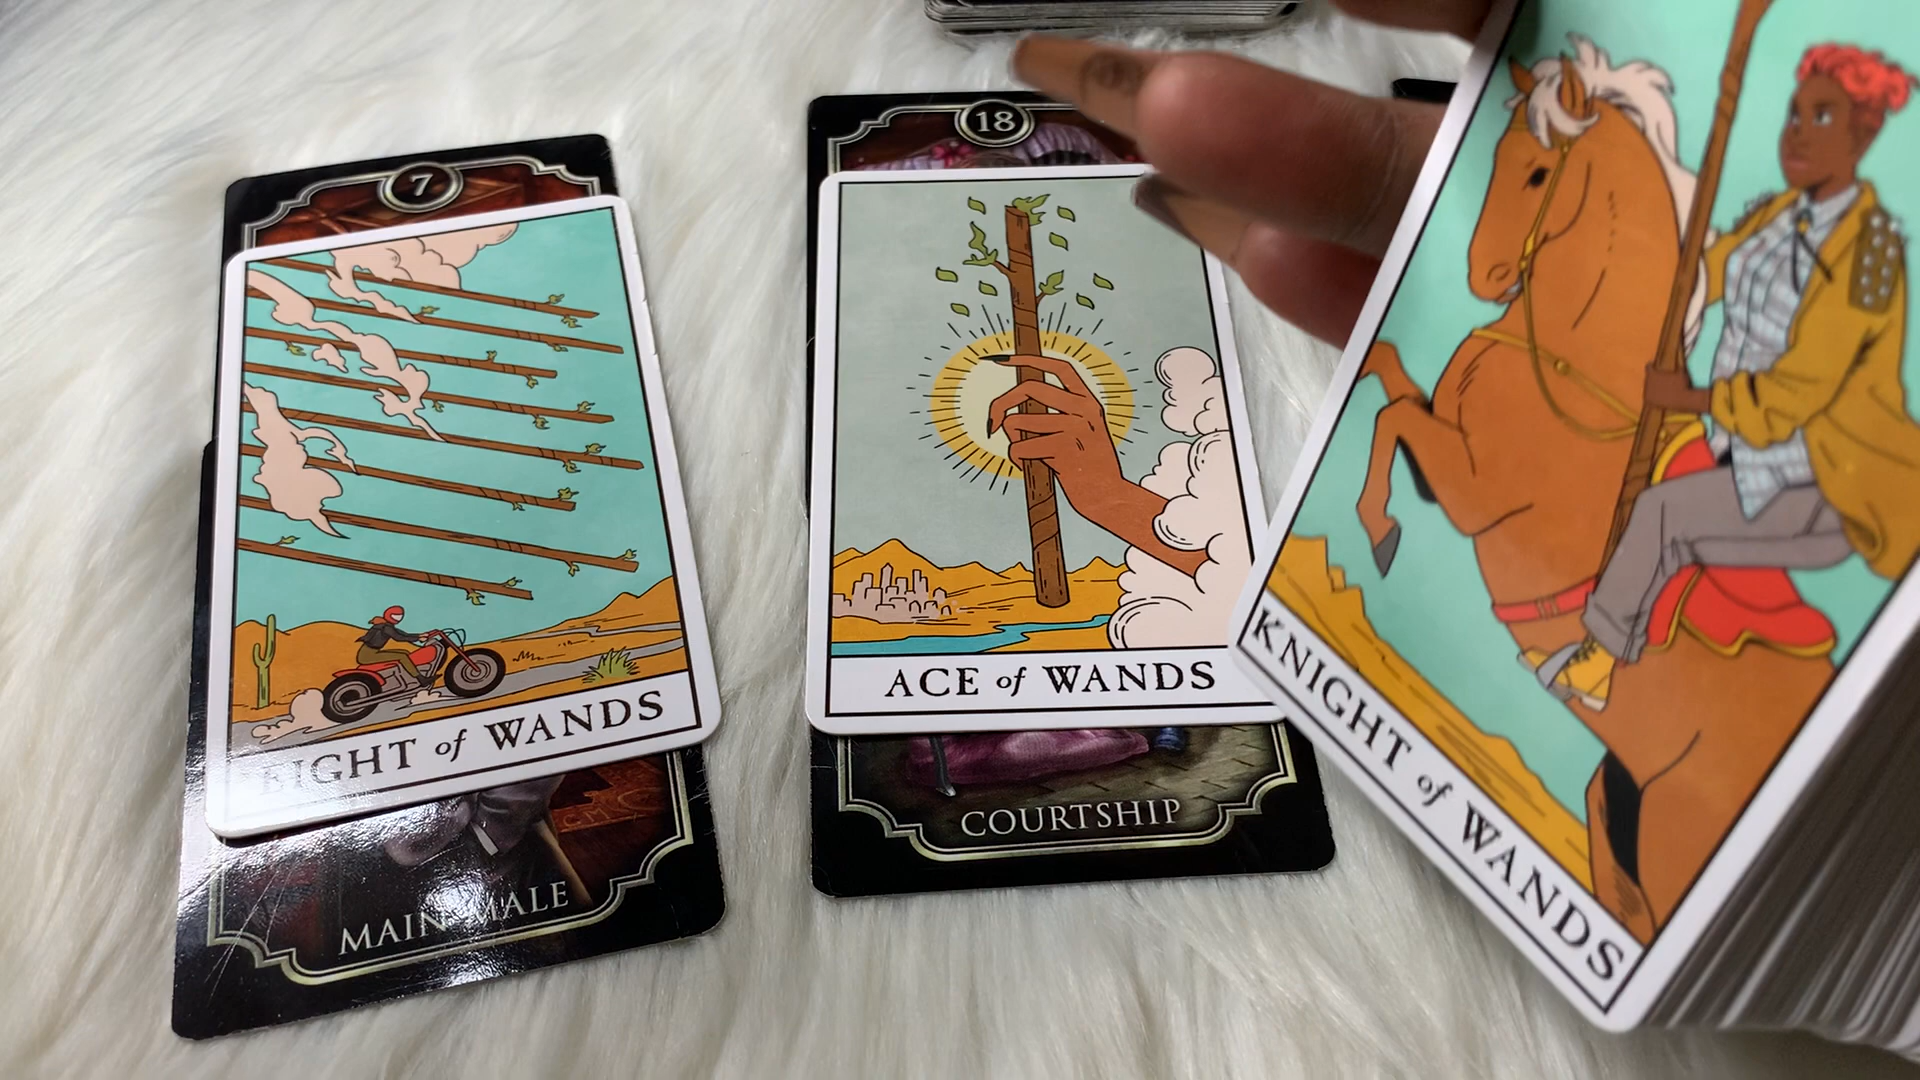 7
EIGHT of WANDS
MAIN MALE
18
ACE of WANDS
COURTSHIP
KNIGHT of WANDS